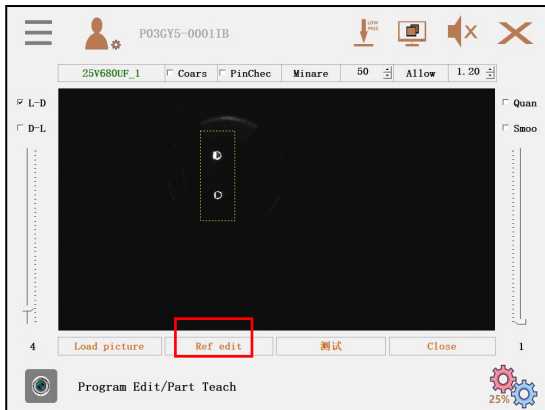 P03GY5-0001IB
LOW
PASS
25V680UF_1 Coars PinChec Minare 50 Allow 1.20
L-D
D-L
Quan
Smoo
4
Load picture Ref edit 测试 Close
1
Program Edit/Part Teach
25%